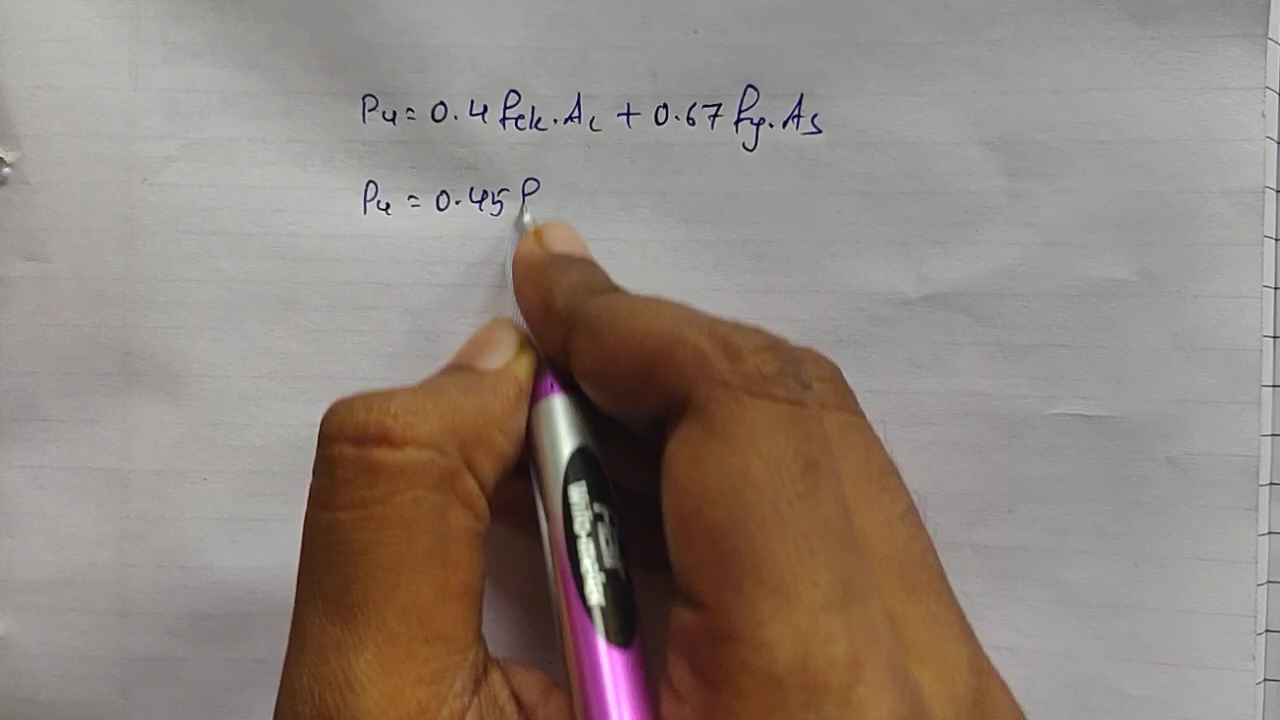 Pu = 0.4 fck. Ac + 0.67 fy. As
Pu = 0.45 f